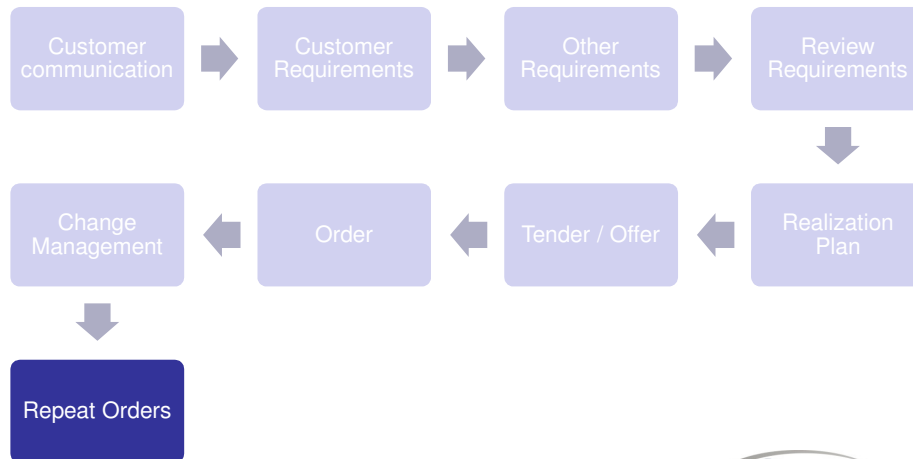 Customer
communication
Customer
Requirements
Other
Requirements
Review
Requirements
Change
Management
Order
Tender / Offer
Realization
Plan
Repeat Orders